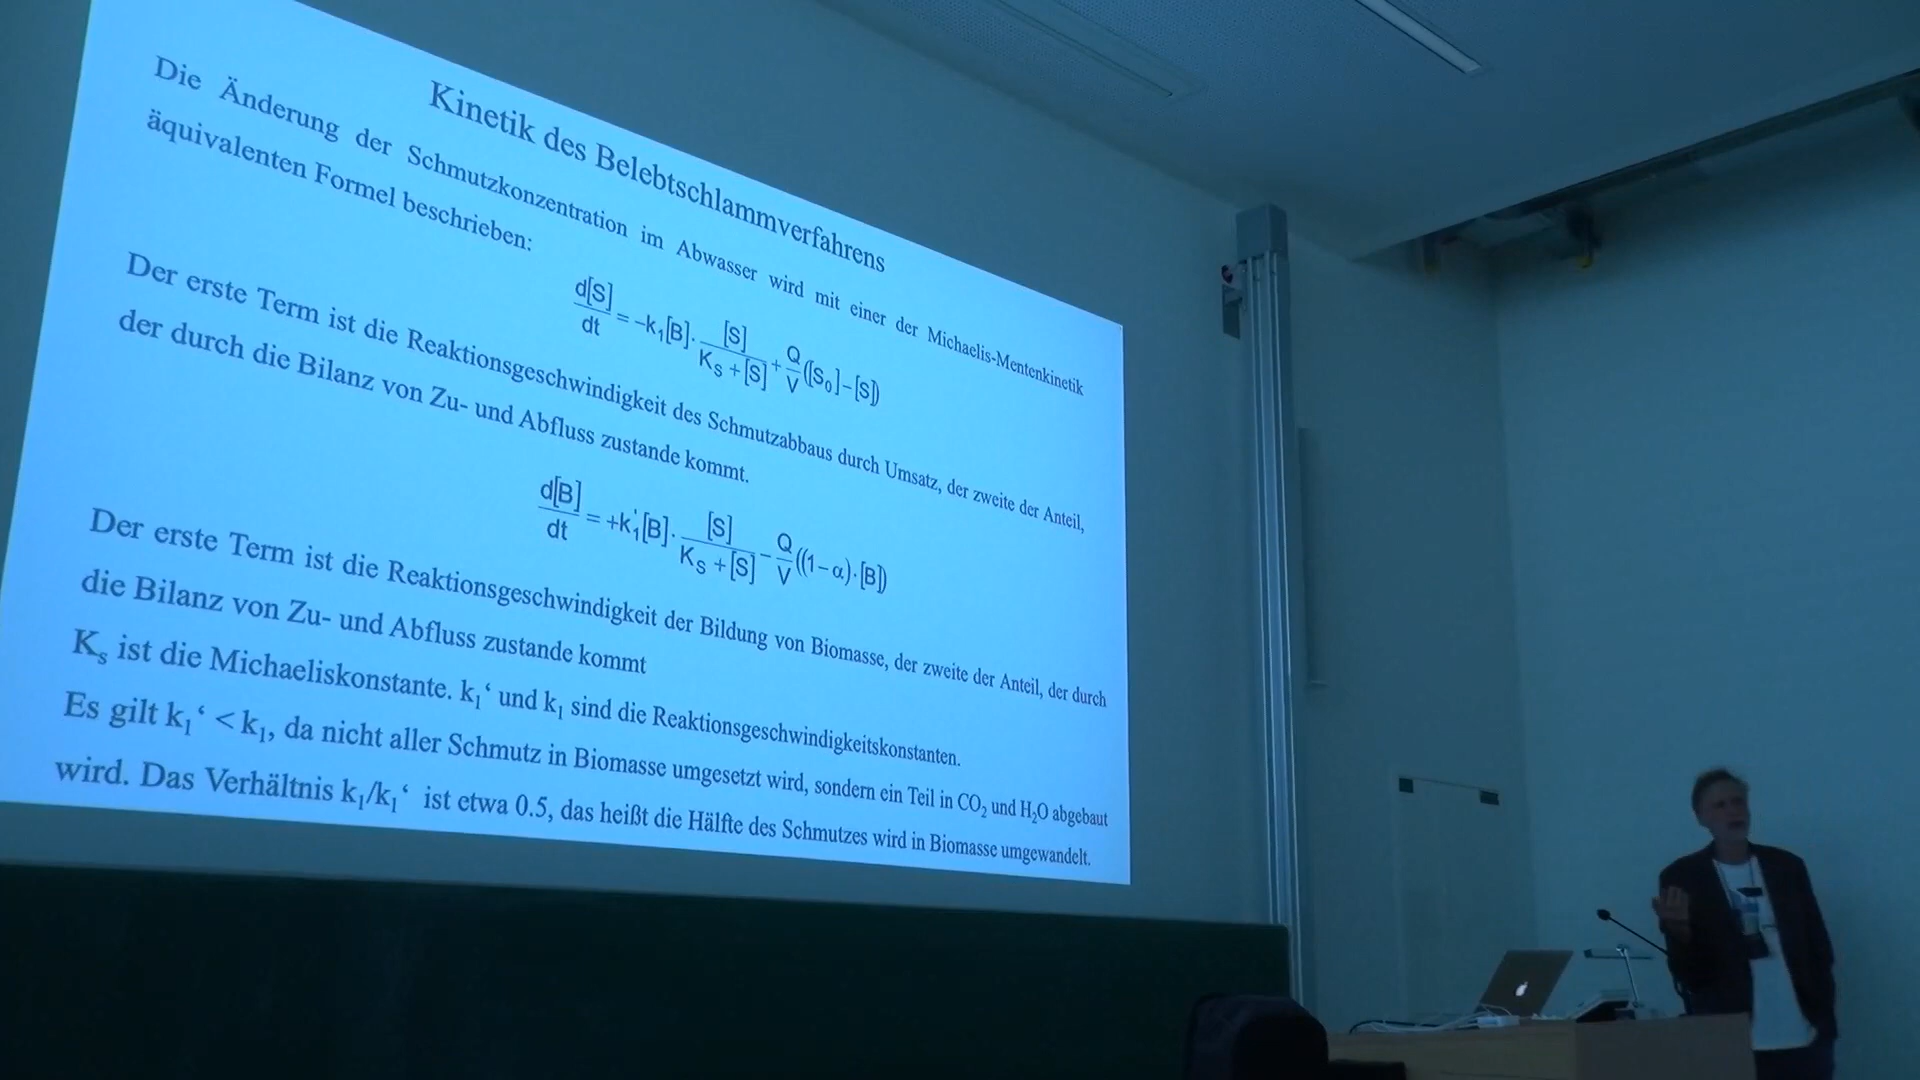 Kinetik des Belebtschlammverfahrens
Die Änderung der Schmutzkonzentration im Abwasser wird mit einer der Michaelis-Mentenkinetik
äquivalenten Formel beschrieben:
d[S]/dt = −k₁[B]·[S]/(K_S + [S]) + Q/V([S₀]−[S])
Der erste Term ist die Reaktionsgeschwindigkeit des Schmutzabbaus durch Umsatz, der zweite der Anteil,
der durch die Bilanz von Zu- und Abfluss zustande kommt.
d[B]/dt = +k₁'[B]·[S]/(K_S + [S]) − Q/V((1−α)·[B])
Der erste Term ist die Reaktionsgeschwindigkeit der Bildung von Biomasse, der zweite der Anteil, der durch
die Bilanz von Zu- und Abfluss zustande kommt
Kₛ ist die Michaeliskonstante. k₁‘ und k₁ sind die Reaktionsgeschwindigkeitskonstanten.
Es gilt k₁‘ < k₁, da nicht aller Schmutz in Biomasse umgesetzt wird, sondern ein Teil in CO₂ und H₂O abgebaut
wird. Das Verhältnis k₁/k₁‘ ist etwa 0.5, das heißt die Hälfte des Schmutzes wird in Biomasse umgewandelt.